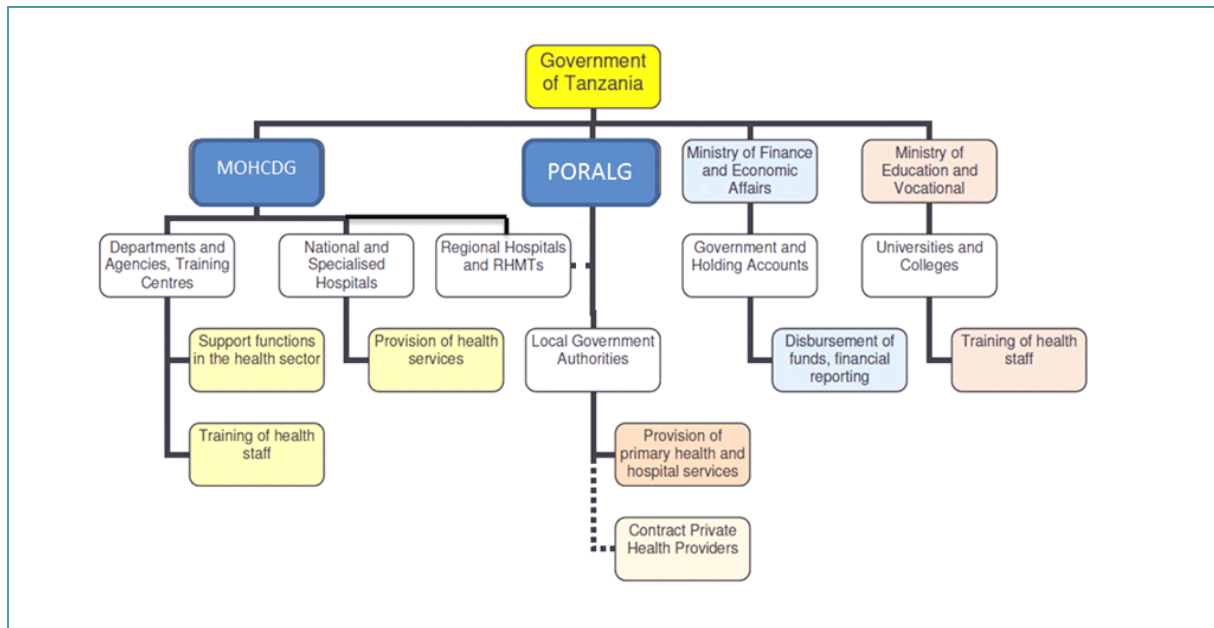 Government
of Tanzania
MOHCDG
PORALG
Ministry of Finance
and Economic
Affairs
Ministry of
Education and
Vocational
Departments and
Agencies, Training
Centres
National and
Specialised
Hospitals
Regional Hospitals
and RHMTs
Government and
Holding Accounts
Universities and
Colleges
Support functions
in the health sector
Provision of health
services
Local Government
Authorities
Disbursement of
funds, financial
reporting
Training of health
staff
Training of health
staff
Provision of
primary health and
hospital services
Contract Private
Health Providers